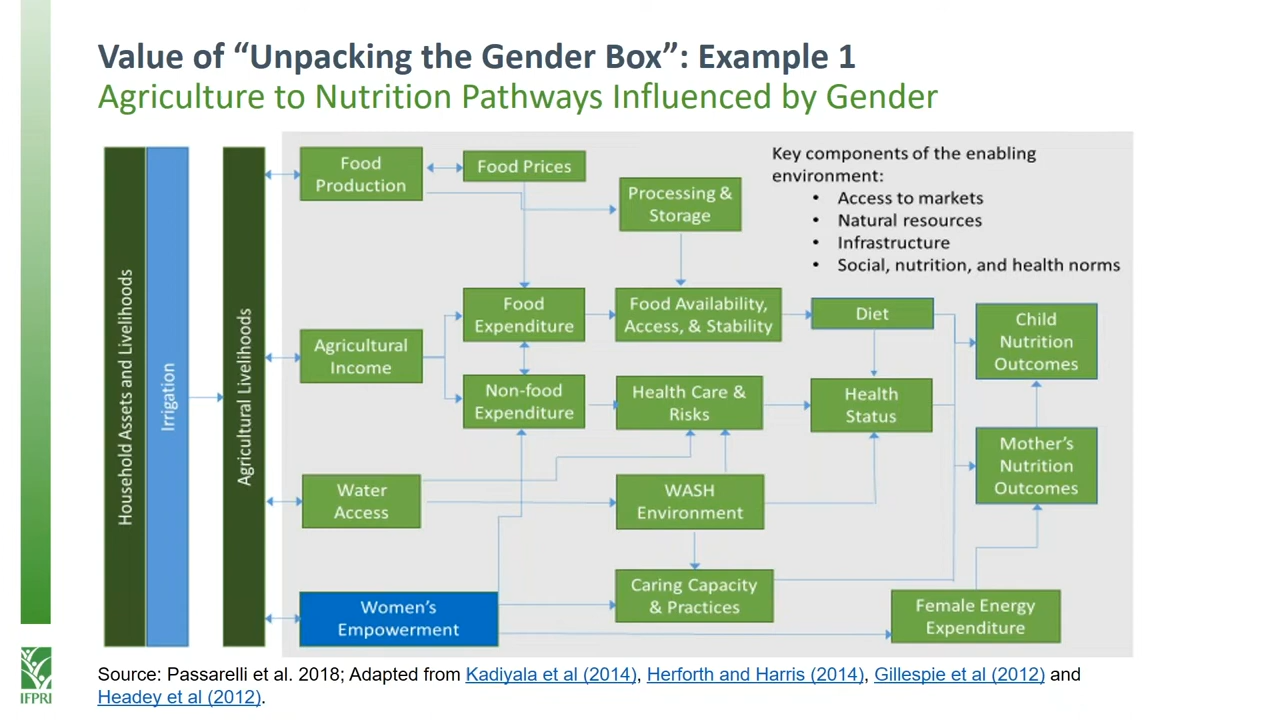 Value of “Unpacking the Gender Box”: Example 1
Agriculture to Nutrition Pathways Influenced by Gender
Household Assets and Livelihoods
Irrigation
Agricultural Livelihoods
Food
Production
Food Prices
Processing &
Storage
Key components of the enabling
environment:
• Access to markets
• Natural resources
• Infrastructure
• Social, nutrition, and health norms
Agricultural
Income
Food
Expenditure
Food Availability,
Access, & Stability
Diet
Child
Nutrition
Outcomes
Non-food
Expenditure
Health Care &
Risks
Health
Status
Mother’s
Nutrition
Outcomes
Water
Access
WASH
Environment
Women’s
Empowerment
Caring Capacity
& Practices
Female Energy
Expenditure
IFPRI
Source: Passarelli et al. 2018; Adapted from Kadiyala et al (2014), Herforth and Harris (2014), Gillespie et al (2012) and
Headey et al (2012).